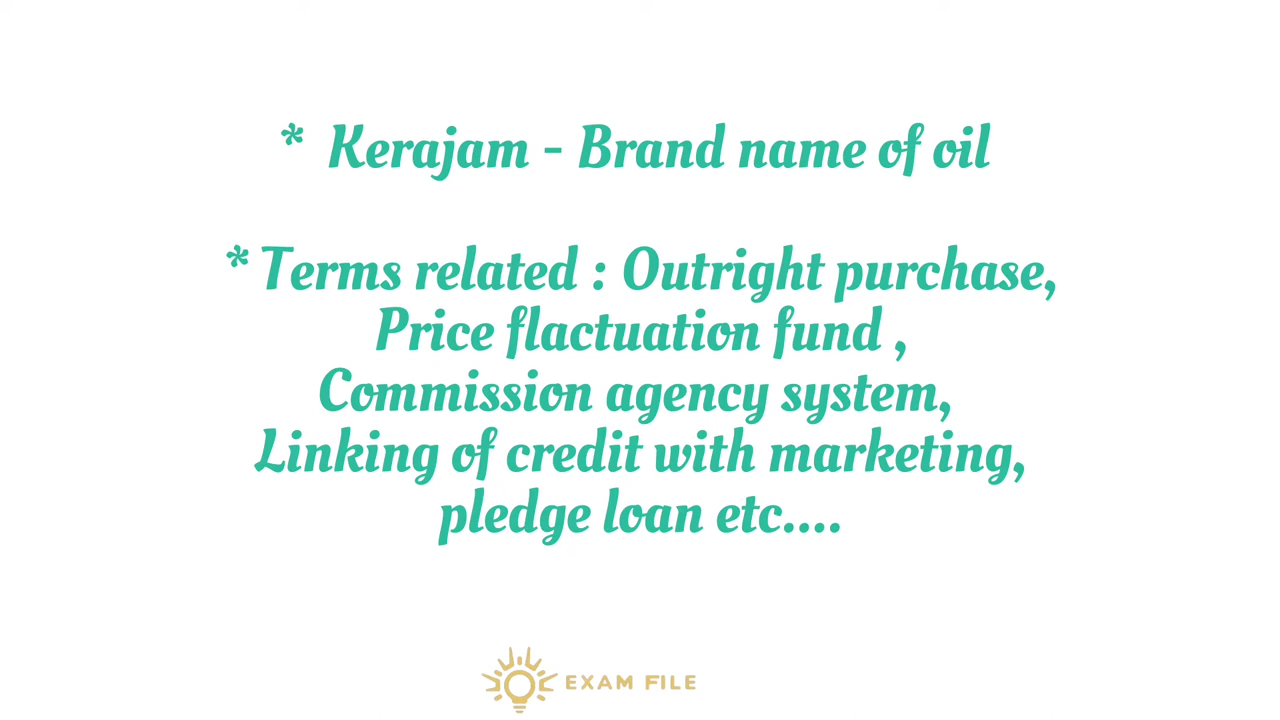 * Kerajam - Brand name of oil
* Terms related : Outright purchase,
Price flactuation fund ,
Commission agency system,
Linking of credit with marketing,
pledge loan etc....
EXAM FILE